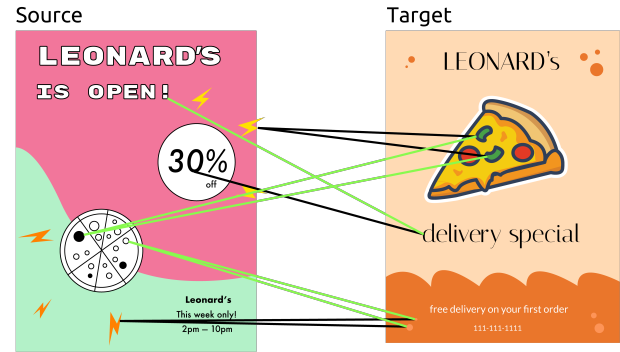 Source
LEONARD'S
IS OPEN!
30%
off
Leonard's
This week only!
2pm – 10pm
Target
LEONARD's
delivery special
free delivery on your first order
111-111-1111